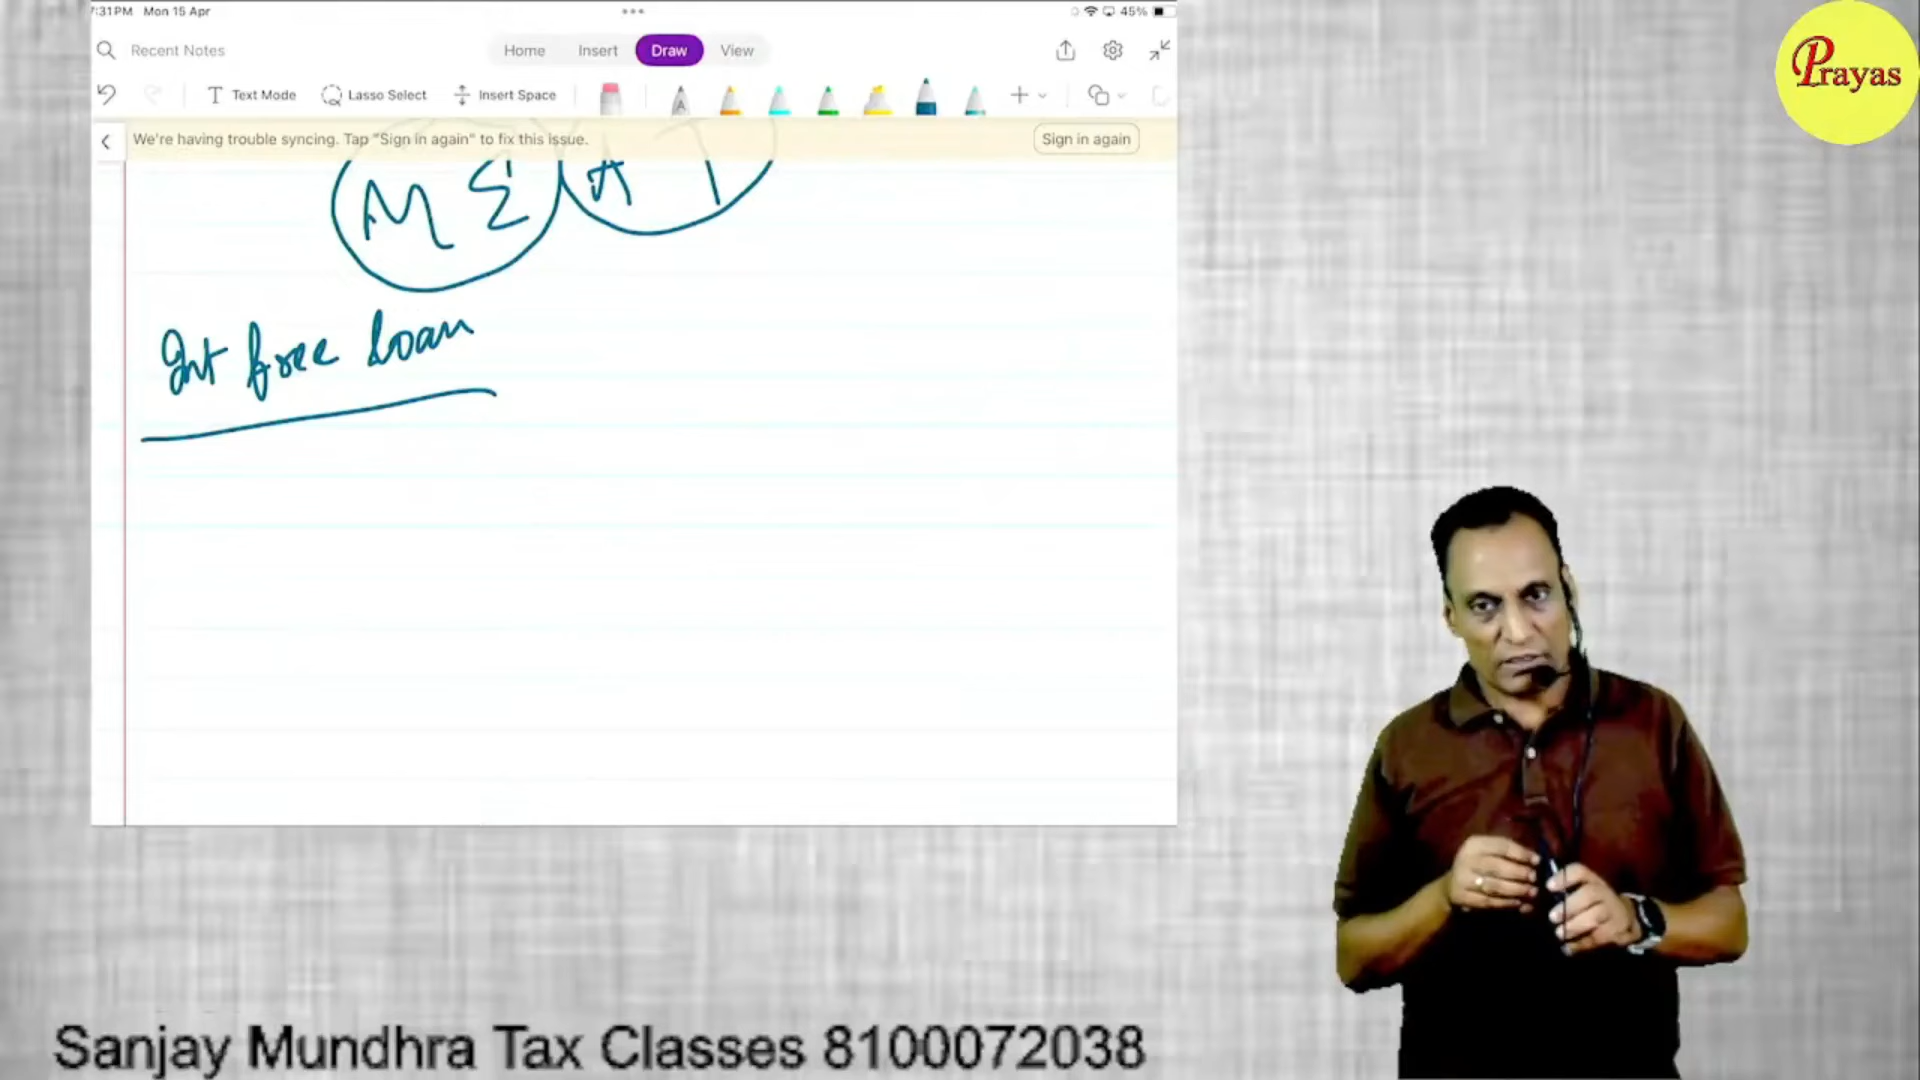 7:31PM Mon 15 Apr
45%
Recent Notes
Home Insert Draw View
Text Mode Lasso Select Insert Space
We're having trouble syncing. Tap "Sign in again" to fix this issue.
Sign in again
M E A T
Int free loan
Prayas
Sanjay Mundhra Tax Classes 8100072038